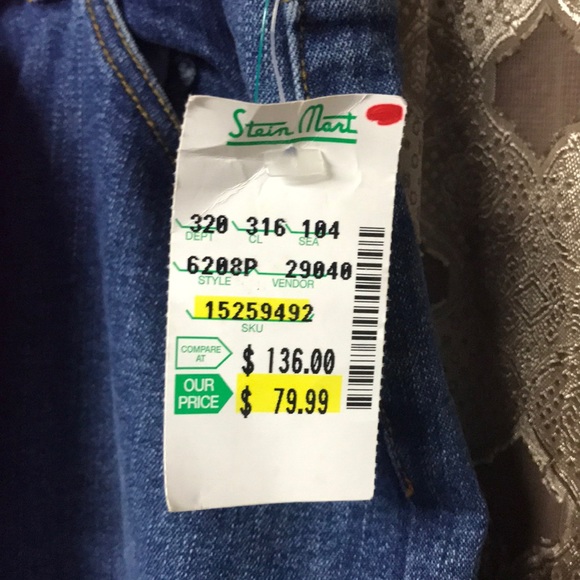 Stein Mart
320 316 104
DEPT CL SEA
6208P 29040
STYLE VENDOR
15259492
SKU
COMPARE AT $ 136.00
OUR PRICE $ 79.99